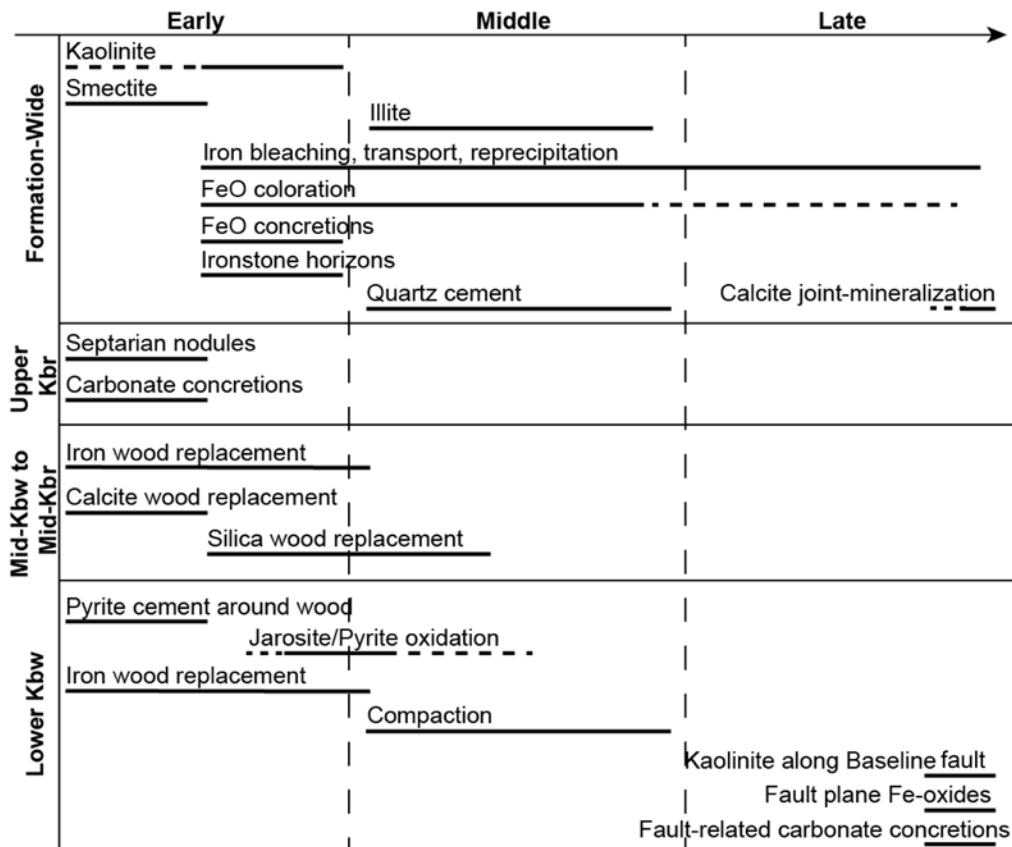 Early Middle Late
Formation-Wide
Kaolinite
Smectite
Illite
Iron bleaching, transport, reprecipitation
FeO coloration
FeO concretions
Ironstone horizons
Quartz cement
Calcite joint-mineralization
Upper
Kbr
Septarian nodules
Carbonate concretions
Mid-Kbw to
Mid-Kbr
Iron wood replacement
Calcite wood replacement
Silica wood replacement
Lower Kbw
Pyrite cement around wood
Jarosite/Pyrite oxidation
Iron wood replacement
Compaction
Kaolinite along Baseline fault
Fault plane Fe-oxides
Fault-related carbonate concretions